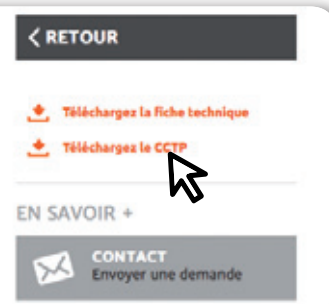 RETOUR
Téléchargez la fiche technique
Téléchargez le CCTP
EN SAVOIR +
CONTACT
Envoyer une demande